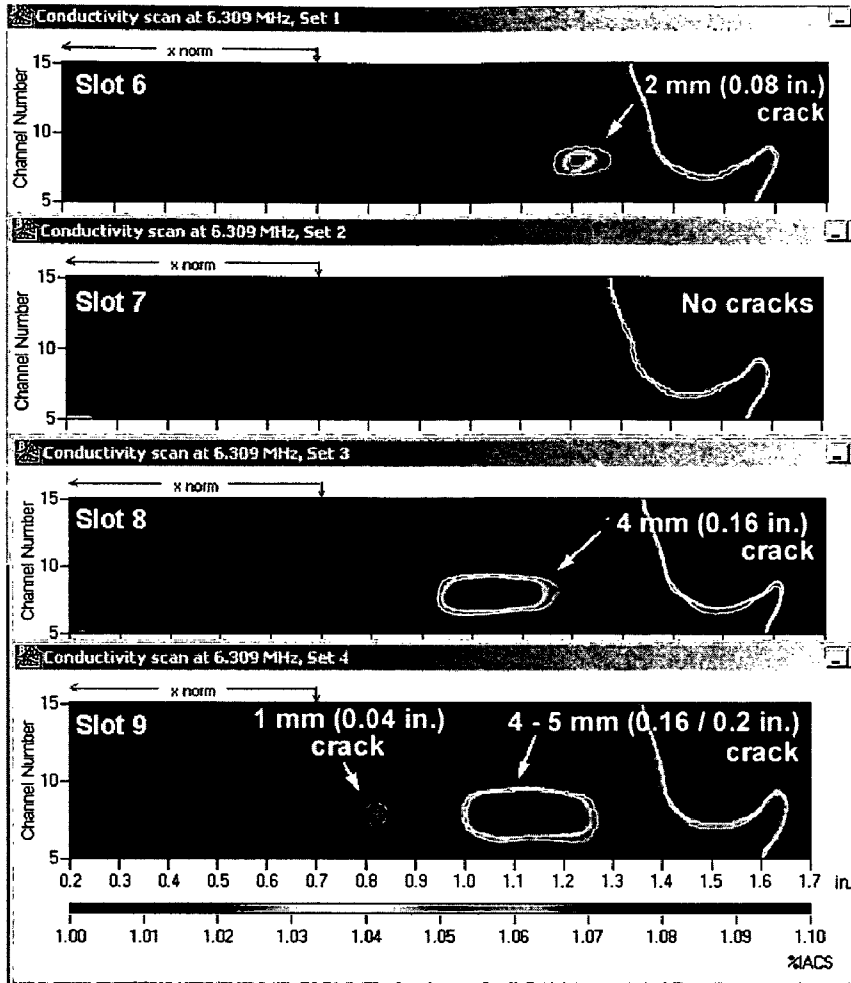 Conductivity scan at 6.309 MHz, Set 1
x norm
15
10
5
Channel Number
Slot 6
2 mm (0.08 in.)
crack
Conductivity scan at 6.309 MHz, Set 2
x norm
15
10
5
Channel Number
Slot 7
No cracks
Conductivity scan at 6.309 MHz, Set 3
x norm
15
10
5
Channel Number
Slot 8
4 mm (0.16 in.)
crack
Conductivity scan at 6.309 MHz, Set 4
x norm
15
10
5
Channel Number
Slot 9
1 mm (0.04 in.)
crack
4 - 5 mm (0.16 / 0.2 in.)
crack
0.2 0.3 0.4 0.5 0.6 0.7 0.8 0.9 1.0 1.1 1.2 1.3 1.4 1.5 1.6 1.7 in.
1.00 1.01 1.02 1.03 1.04 1.05 1.06 1.07 1.08 1.09 1.10
%IACS